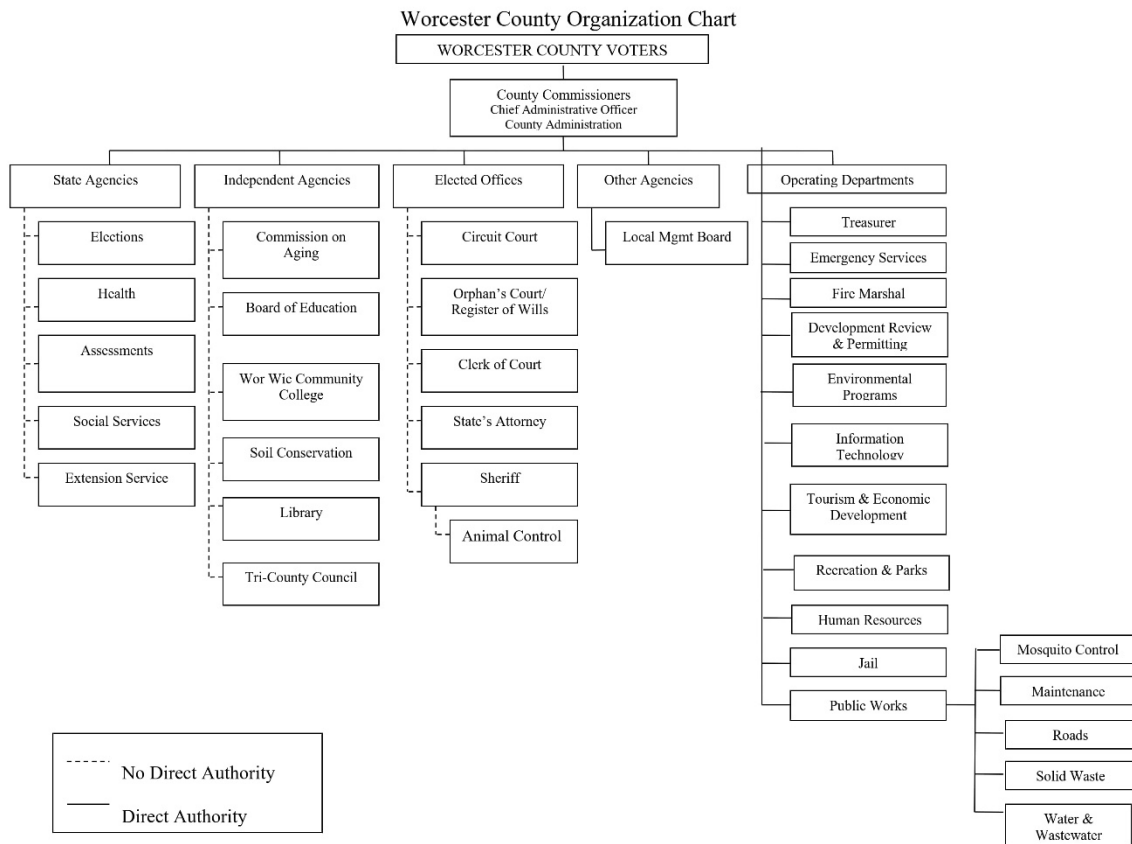 Worcester County Organization Chart
WORCESTER COUNTY VOTERS
County Commissioners
Chief Administrative Officer
County Administration
State Agencies
Elections
Health
Assessments
Social Services
Extension Service
Independent Agencies
Commission on
Aging
Board of Education
Wor Wic Community
College
Soil Conservation
Library
Tri-County Council
Elected Offices
Circuit Court
Orphan’s Court/
Register of Wills
Clerk of Court
State’s Attorney
Sheriff
Animal Control
Other Agencies
Local Mgmt Board
Operating Departments
Treasurer
Emergency Services
Fire Marshal
Development Review
& Permitting
Environmental
Programs
Information
Technology
Tourism & Economic
Development
Recreation & Parks
Human Resources
Jail
Public Works
Mosquito Control
Maintenance
Roads
Solid Waste
Water &
Wastewater
No Direct Authority
Direct Authority